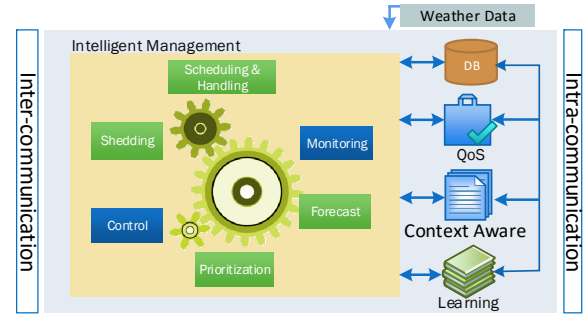 Weather Data
Intelligent Management
Inter-communication
Intra-communication
Scheduling &
Handling
DB
Shedding
Monitoring
QoS
Control
Forecast
Context Aware
Prioritization
Learning